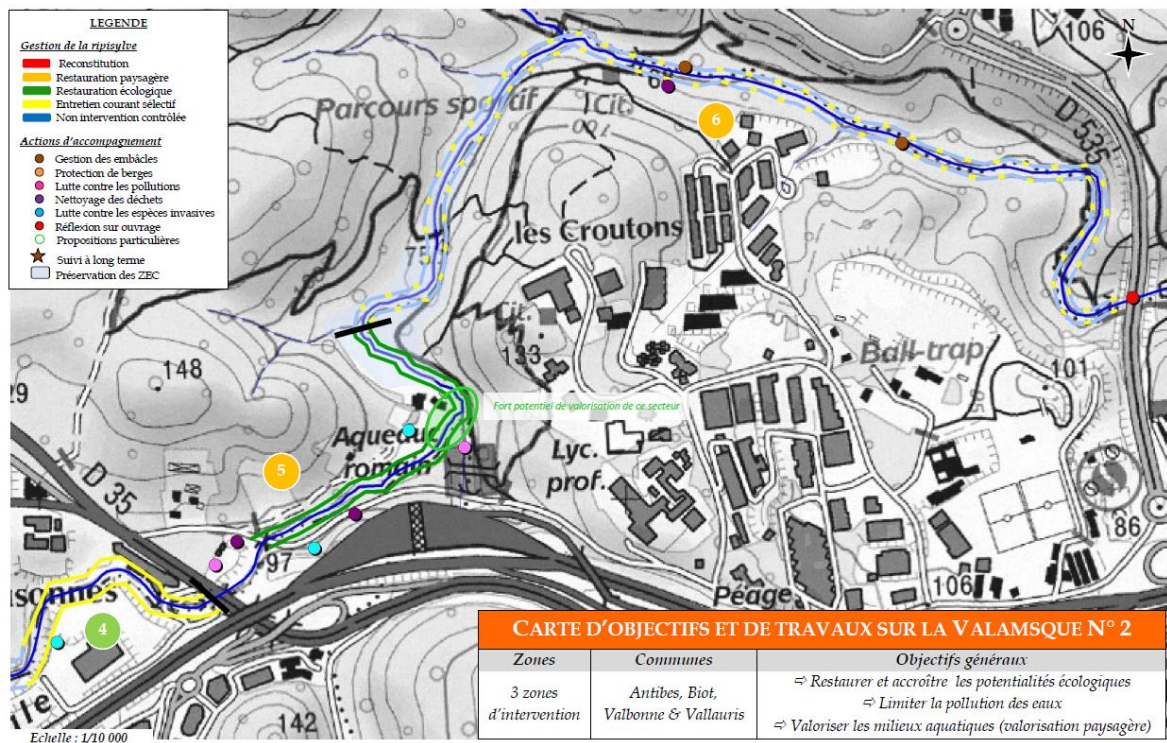 LEGENDE
Gestion de la ripisylve
Reconstitution
Restauration paysagère
Restauration écologique
Entretien courant sélectif
Non intervention contrôlée
Actions d'accompagnement
Gestion des embâcles
Protection de berges
Lutte contre les pollutions
Nettoyage des déchets
Lutte contre les espèces invasives
Réflexion sur ouvrage
Propositions particulières
Suivi à long terme
Préservation des ZEC
N
106
Parcours sportif
Cit.
100
6
D 535
les Croutons
75
Cit.
133
Ball-trap
101
148
29
Fort potentiel de valorisation de ce secteur
Aqueduc
romain
Lyc.
prof.
5
D 35
97
86
106
Péage
4
142
Echelle : 1/10 000
CARTE D'OBJECTIFS ET DE TRAVAUX SUR LA VALAMSQUE N° 2
Zones
Communes
Objectifs généraux
3 zones
d'intervention
Antibes, Biot,
Valbonne & Vallauris
⇨ Restaurer et accroître les potentialités écologiques
⇨ Limiter la pollution des eaux
⇨ Valoriser les milieux aquatiques (valorisation paysagère)